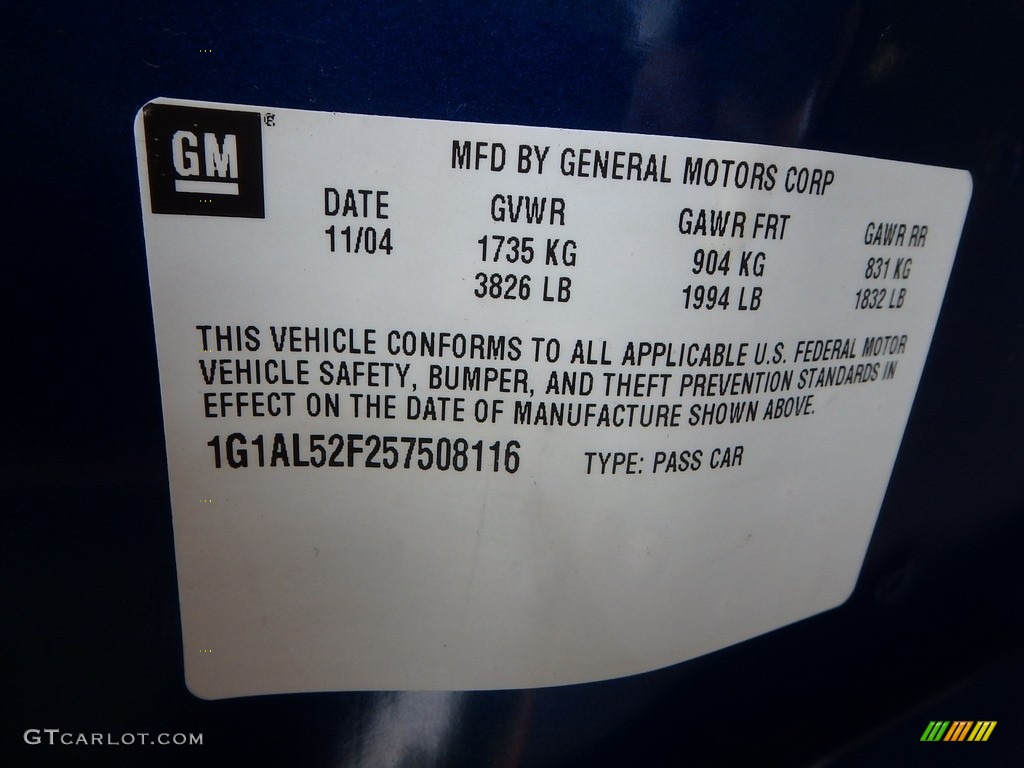 GM®
MFD BY GENERAL MOTORS CORP
DATE GVWR GAWR FRT GAWR RR
11/04 1735 KG 904 KG 831 KG
3826 LB 1994 LB 1832 LB
THIS VEHICLE CONFORMS TO ALL APPLICABLE U.S. FEDERAL MOTOR
VEHICLE SAFETY, BUMPER, AND THEFT PREVENTION STANDARDS IN
EFFECT ON THE DATE OF MANUFACTURE SHOWN ABOVE.
1G1AL52F257508116 TYPE: PASS CAR
GTCARLOT.COM